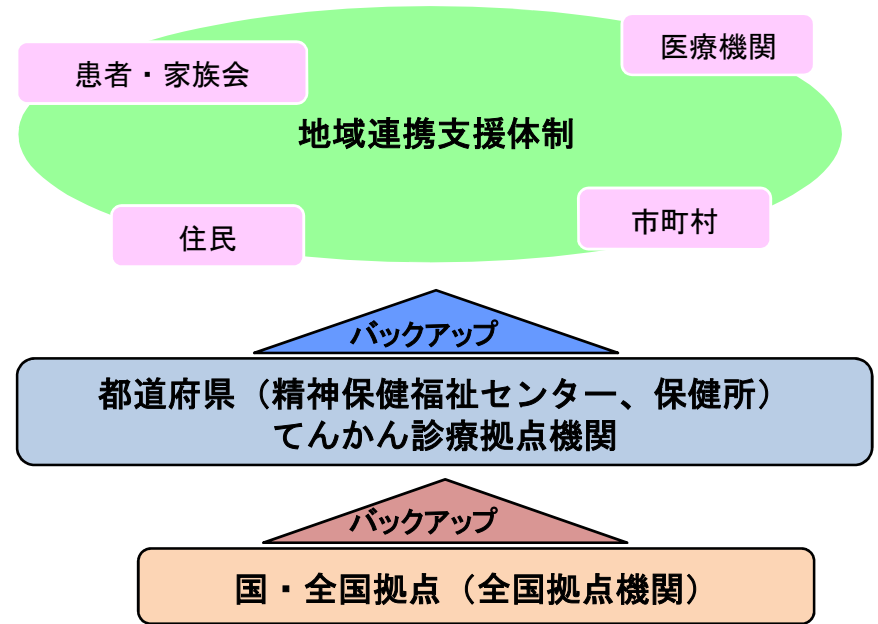 患者・家族会
医療機関
地域連携支援体制
住民
市町村
バックアップ
都道府県（精神保健福祉センター、保健所）
てんかん診療拠点機関
バックアップ
国・全国拠点（全国拠点機関）